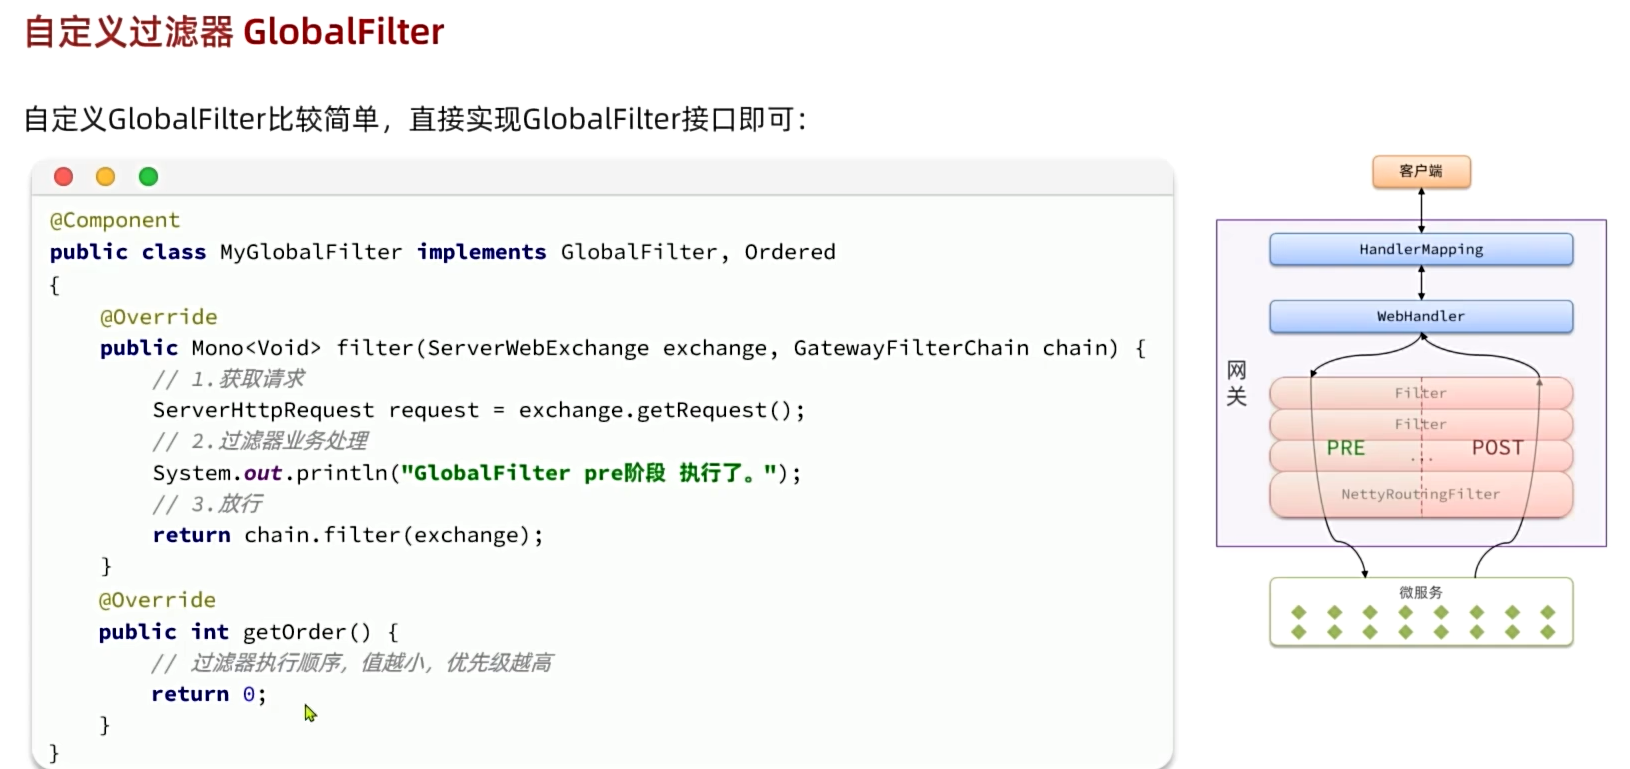 自定义过滤器 GlobalFilter
自定义GlobalFilter比较简单，直接实现GlobalFilter接口即可：
@Component
public class MyGlobalFilter implements GlobalFilter, Ordered
{
@Override
public Mono<Void> filter(ServerWebExchange exchange, GatewayFilterChain chain) {
// 1.获取请求
ServerHttpRequest request = exchange.getRequest();
// 2.过滤器业务处理
System.out.println("GlobalFilter pre阶段 执行了。");
// 3.放行
return chain.filter(exchange);
}
@Override
public int getOrder() {
// 过滤器执行顺序，值越小，优先级越高
return 0;
}
}
客户端
HandlerMapping
WebHandler
网关
Filter
Filter
PRE
...
POST
NettyRoutingFilter
微服务